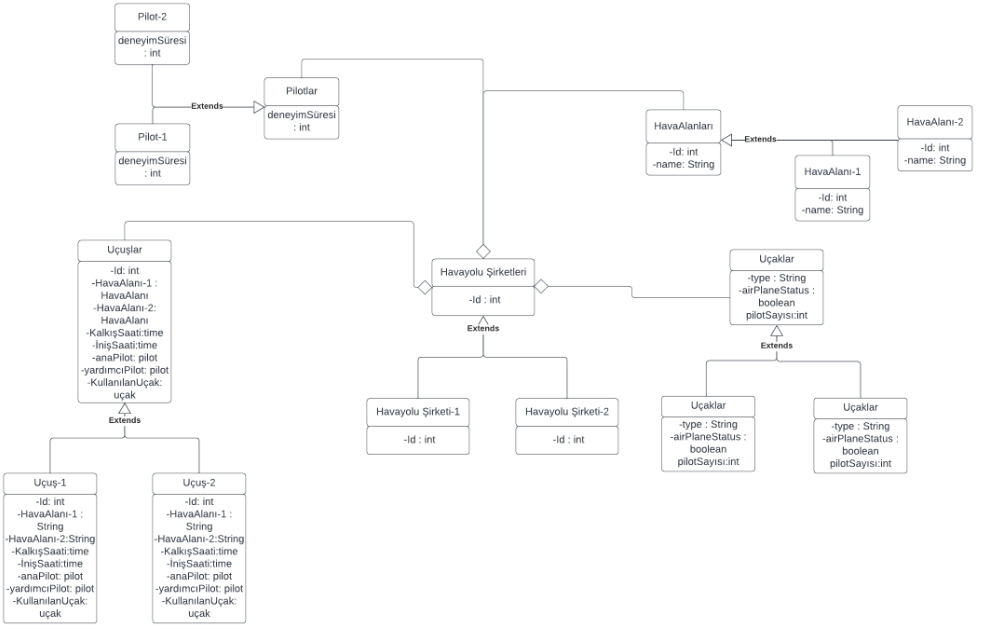 Pilot-2
deneyimSüresi
: int
Extends
Pilot-1
deneyimSüresi
: int
Pilotlar
deneyimSüresi
: int
HavaAlanları
-Id: int
-name: String
Extends
HavaAlanı-2
-Id: int
-name: String
HavaAlanı-1
-Id: int
-name: String
Uçuşlar
-Id: int
-HavaAlanı-1 :
HavaAlanı
-HavaAlanı-2:
HavaAlanı
-KalkışSaati:time
-İnişSaati:time
-anaPilot: pilot
-yardımcıPilot: pilot
-KullanılanUçak:
uçak
Extends
Havayolu Şirketleri
-Id : int
Extends
Uçaklar
-type : String
-airPlaneStatus :
boolean
pilotSayısı:int
Extends
Havayolu Şirketi-1
-Id : int
Havayolu Şirketi-2
-Id : int
Uçaklar
-type : String
-airPlaneStatus :
boolean
pilotSayısı:int
Uçaklar
-type : String
-airPlaneStatus :
boolean
pilotSayısı:int
Uçuş-1
-Id: int
-HavaAlanı-1 :
String
-HavaAlanı-2:String
-KalkışSaati:time
-İnişSaati:time
-anaPilot: pilot
-yardımcıPilot: pilot
-KullanılanUçak:
uçak
Uçuş-2
-Id: int
-HavaAlanı-1 :
String
-HavaAlanı-2:String
-KalkışSaati:time
-İnişSaati:time
-anaPilot: pilot
-yardımcıPilot: pilot
-KullanılanUçak:
uçak